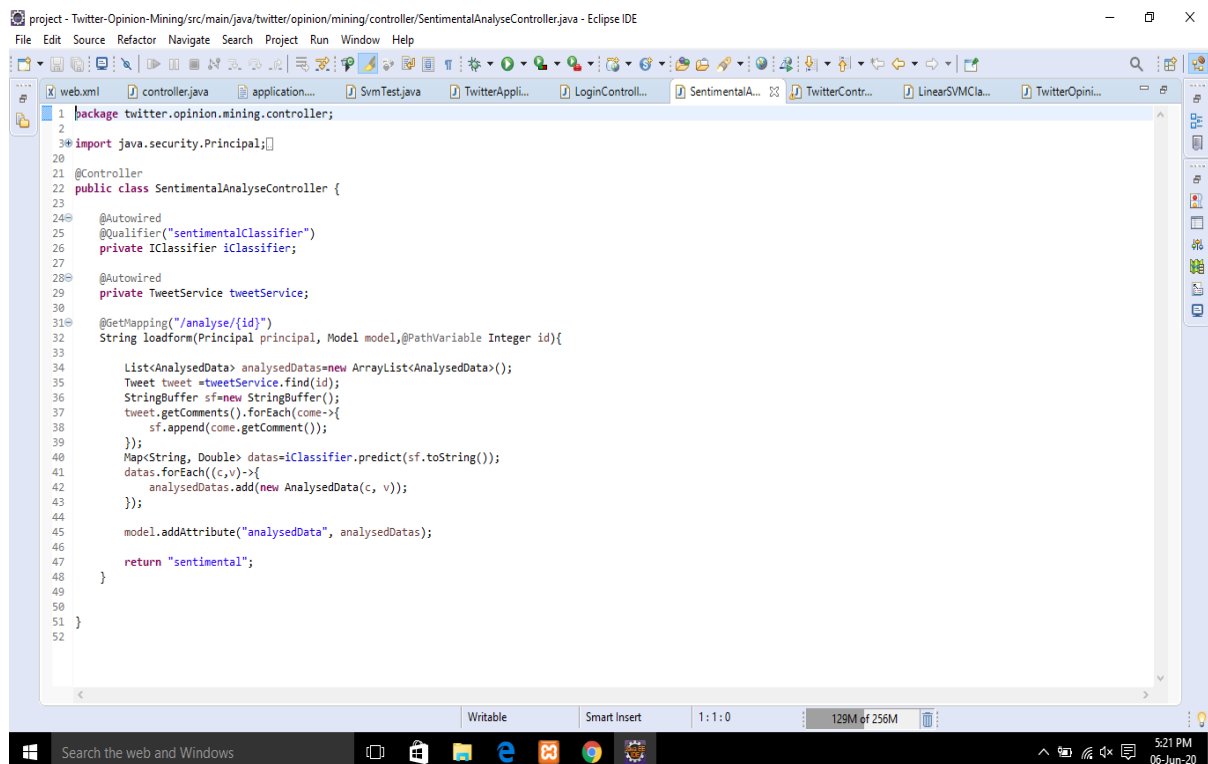 project - Twitter-Opinion-Mining/src/main/java/twitter/opinion/mining/controller/SentimentalAnalyseController.java - Eclipse IDE
File Edit Source Refactor Navigate Search Project Run Window Help
web.xml controller.java application.... SvmTest.java TwitterAppli... LoginControll... SentimentalA... TwitterContr... LinearSVMCla... TwitterOpini...
1 package twitter.opinion.mining.controller;
2
3 import java.security.Principal;
20
21 @Controller
22 public class SentimentalAnalyseController {
23
24 @Autowired
25 @Qualifier("sentimentalClassifier")
26 private IClassifier iClassifier;
27
28 @Autowired
29 private TweetService tweetService;
30
31 @GetMapping("/analyse/{id}")
32 String loadform(Principal principal, Model model,@PathVariable Integer id){
33
34 List<AnalysedData> analysedDatas=new ArrayList<AnalysedData>();
35 Tweet tweet =tweetService.find(id);
36 StringBuffer sf=new StringBuffer();
37 tweet.getComments().forEach(come->{
38 sf.append(come.getComment());
39 });
40 Map<String, Double> datas=iClassifier.predict(sf.toString());
41 datas.forEach((c,v)->{
42 analysedDatas.add(new AnalysedData(c, v));
43 });
44
45 model.addAttribute("analysedData", analysedDatas);
46
47 return "sentimental";
48 }
49
50
51 }
52
Writable Smart Insert 1:1:0 129M of 256M
Search the web and Windows
5:21 PM
06-Jun-20